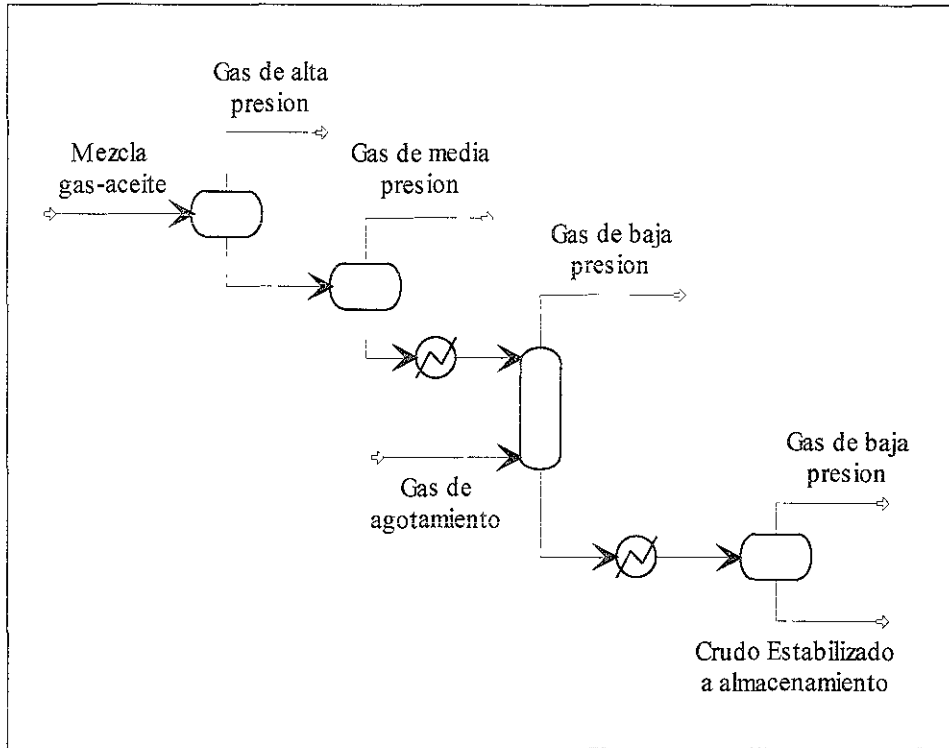 Gas de alta
presion
Mezcla
gas-aceite
Gas de media
presion
Gas de baja
presion
Gas de
agotamiento
Gas de baja
presion
Crudo Estabilizado
a almacenamiento